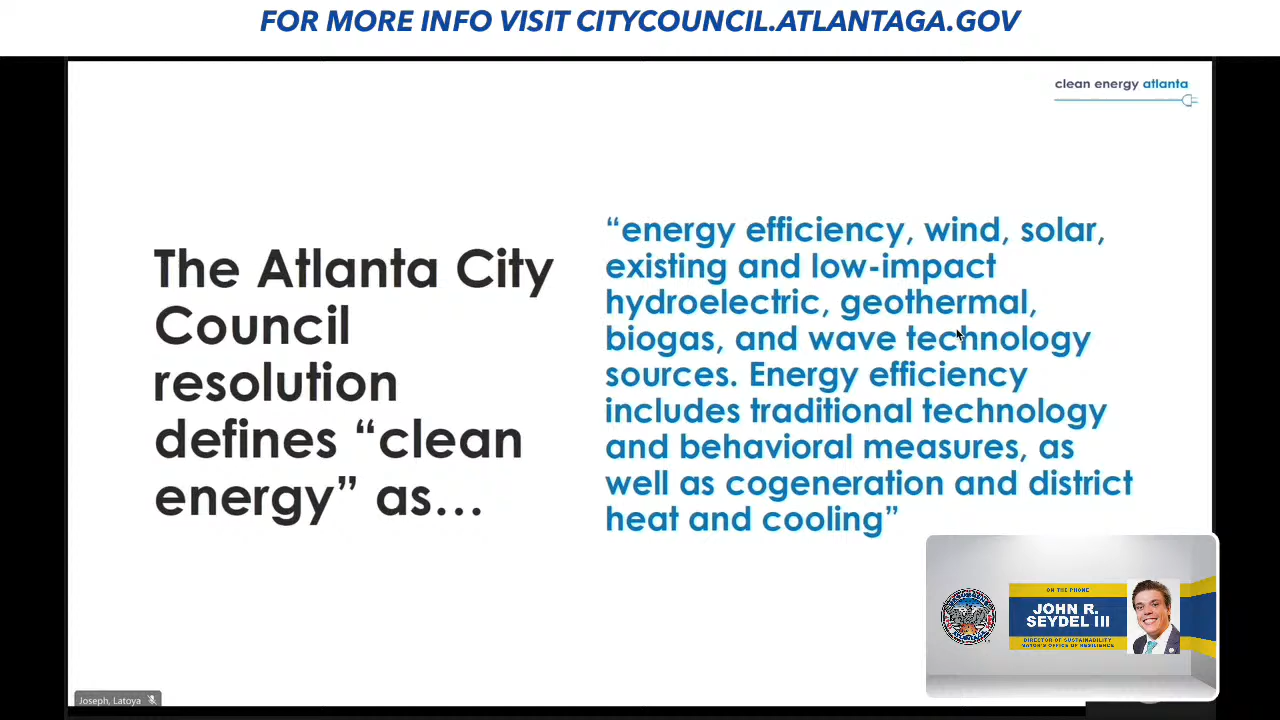 FOR MORE INFO VISIT CITYCOUNCIL.ATLANTAGA.GOV
clean energy atlanta
The Atlanta City
Council
resolution
defines “clean
energy” as...
“energy efficiency, wind, solar,
existing and low-impact
hydroelectric, geothermal,
biogas, and wave technology
sources. Energy efficiency
includes traditional technology
and behavioral measures, as
well as cogeneration and district
heat and cooling”
ON THE PHONE
JOHN R.
SEYDEL III
DIRECTOR OF SUSTAINABILITY
MAYOR'S OFFICE OF RESILIENCE
Joseph, Latoya